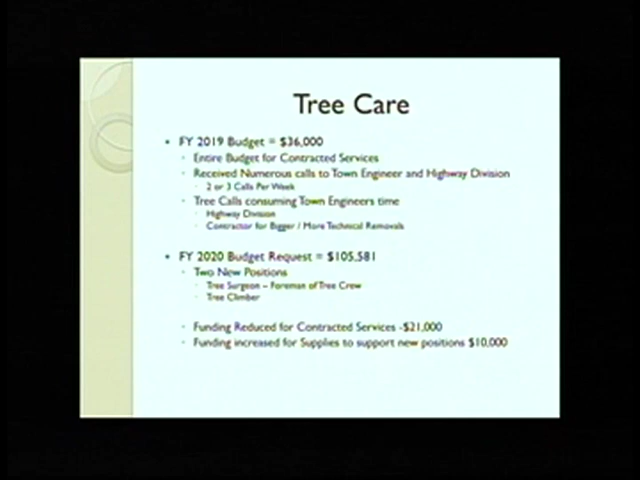 Tree Care
FY 2019 Budget = $36,000
Entire Budget for Contracted Services
Received Numerous calls to Town Engineer and Highway Division
2 or 3 Calls Per Week
Tree Calls consuming Town Engineers time
Highway Division
Contractor for Bigger / More Technical Removals
FY 2020 Budget Request = $105,581
Two New Positions
Tree Surgeon – Foreman of Tree Crew
Tree Climber
Funding Reduced for Contracted Services -$21,000
Funding increased for Supplies to support new positions $10,000